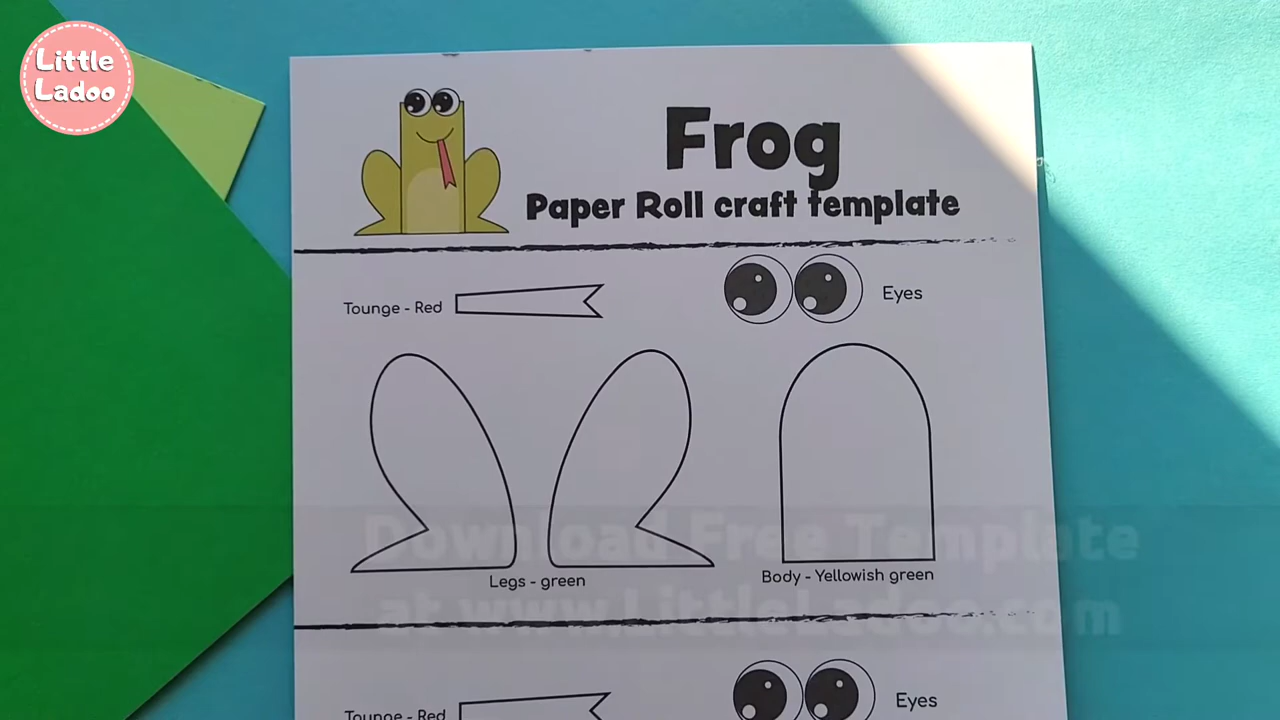 Little
Ladoo
Frog
Paper Roll craft template
Tounge - Red
Eyes
Legs - green
Body - Yellowish green
Download Free Template
at www.LittleLadoo.com
Tounge - Red
Eyes